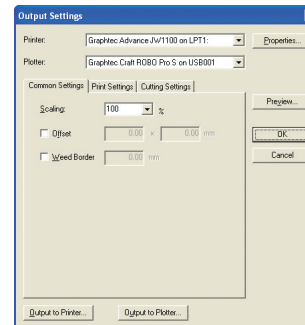 Output Settings
Printer: Graphtec Advance JW1100 on LPT1: Properties...
Plotter: Graphtec Craft ROBO Pro S on USB001
Common Settings Print Settings Cutting Settings
Scaling: 100 % Preview...
Offset 0.00 x 0.00 mm OK
Weed Border 0.00 mm Cancel
Output to Printer... Output to Plotter...